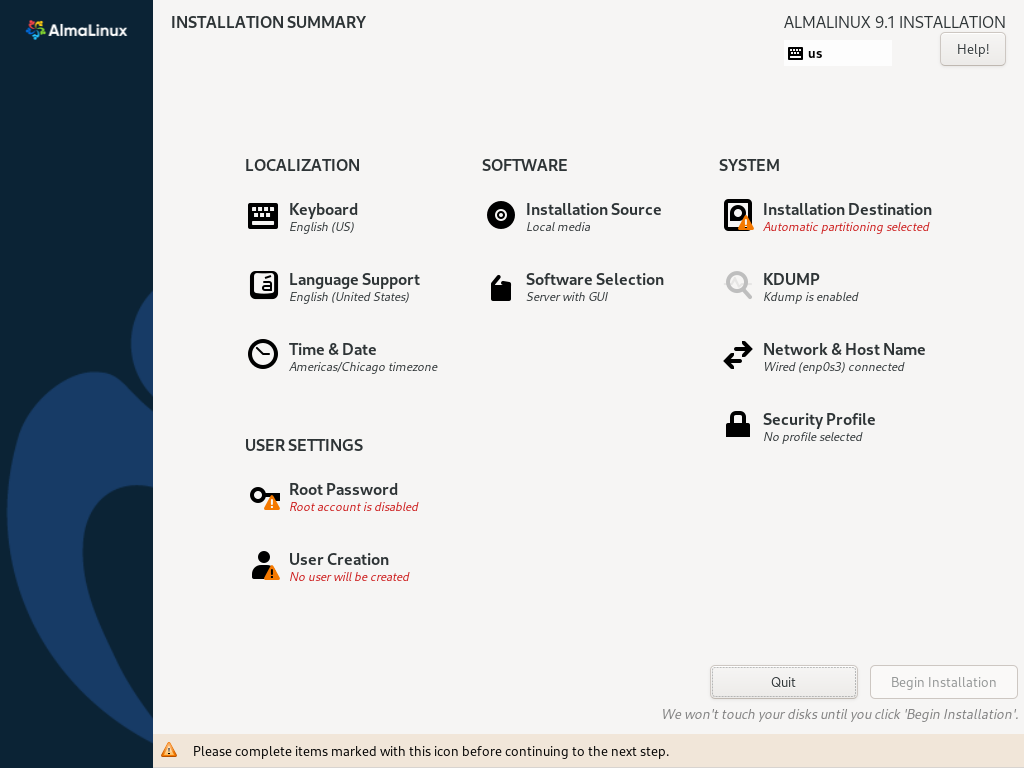 AlmaLinux
INSTALLATION SUMMARY
ALMALINUX 9.1 INSTALLATION
us
Help!
LOCALIZATION
Keyboard
English (US)
Language Support
English (United States)
Time & Date
Americas/Chicago timezone
SOFTWARE
Installation Source
Local media
Software Selection
Server with GUI
SYSTEM
Installation Destination
Automatic partitioning selected
KDUMP
Kdump is enabled
Network & Host Name
Wired (enp0s3) connected
Security Profile
No profile selected
USER SETTINGS
Root Password
Root account is disabled
User Creation
No user will be created
Quit
Begin Installation
We won't touch your disks until you click 'Begin Installation'.
Please complete items marked with this icon before continuing to the next step.